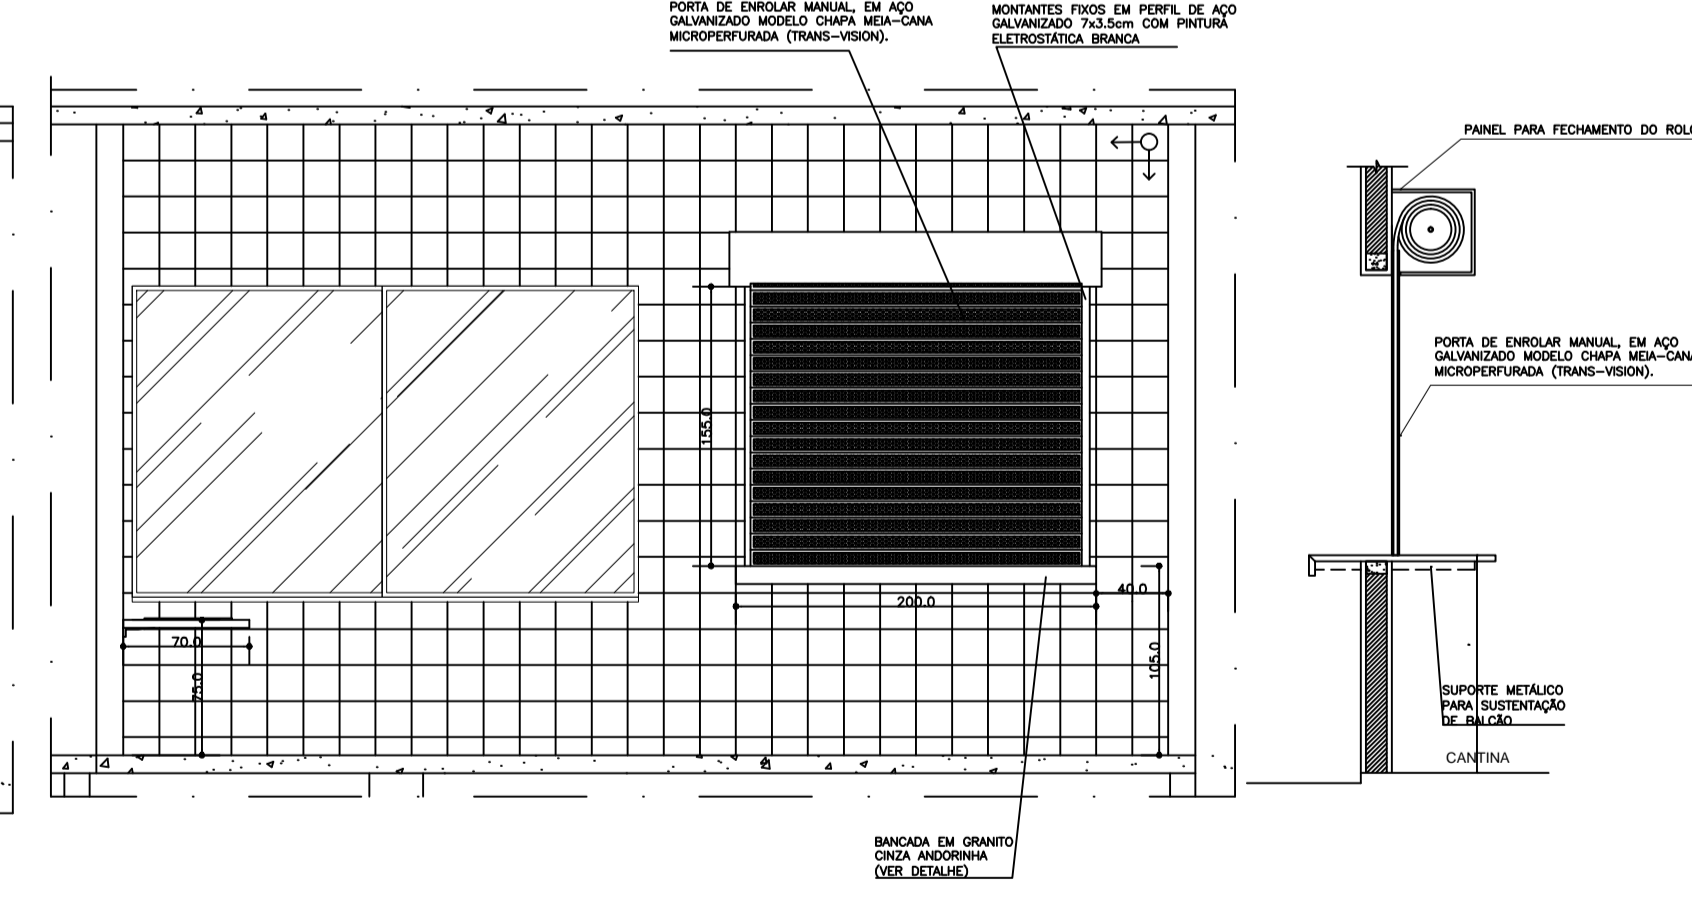 PORTA DE ENROLAR MANUAL, EM AÇO
GALVANIZADO MODELO CHAPA MEIA-CANA
MICROPERFURADA (TRANS-VISION).
MONTANTES FIXOS EM PERFIL DE AÇO
GALVANIZADO 7x3.5cm COM PINTURA
ELETROSTÁTICA BRANCA
PAINEL PARA FECHAMENTO DO
PORTA DE ENROLAR MANUAL, EM AÇO
GALVANIZADO MODELO CHAPA MEIA-CANA
MICROPERFURADA (TRANS-VISION).
155.0
200.0
40.0
105.0
70.0
75.0
SUPORTE METÁLICO
PARA SUSTENTAÇÃO
DE BALCÃO
CANTINA
BANCADA EM GRANITO
CINZA ANDORINHA
(VER DETALHE)